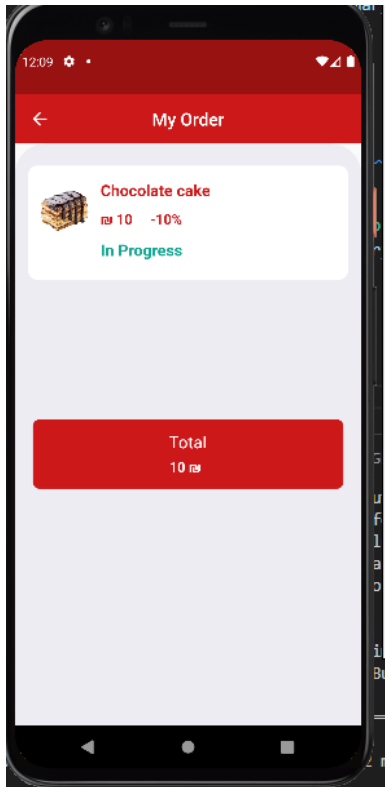 12:09
My Order
Chocolate cake
₪ 10 -10%
In Progress
Total
10 ₪